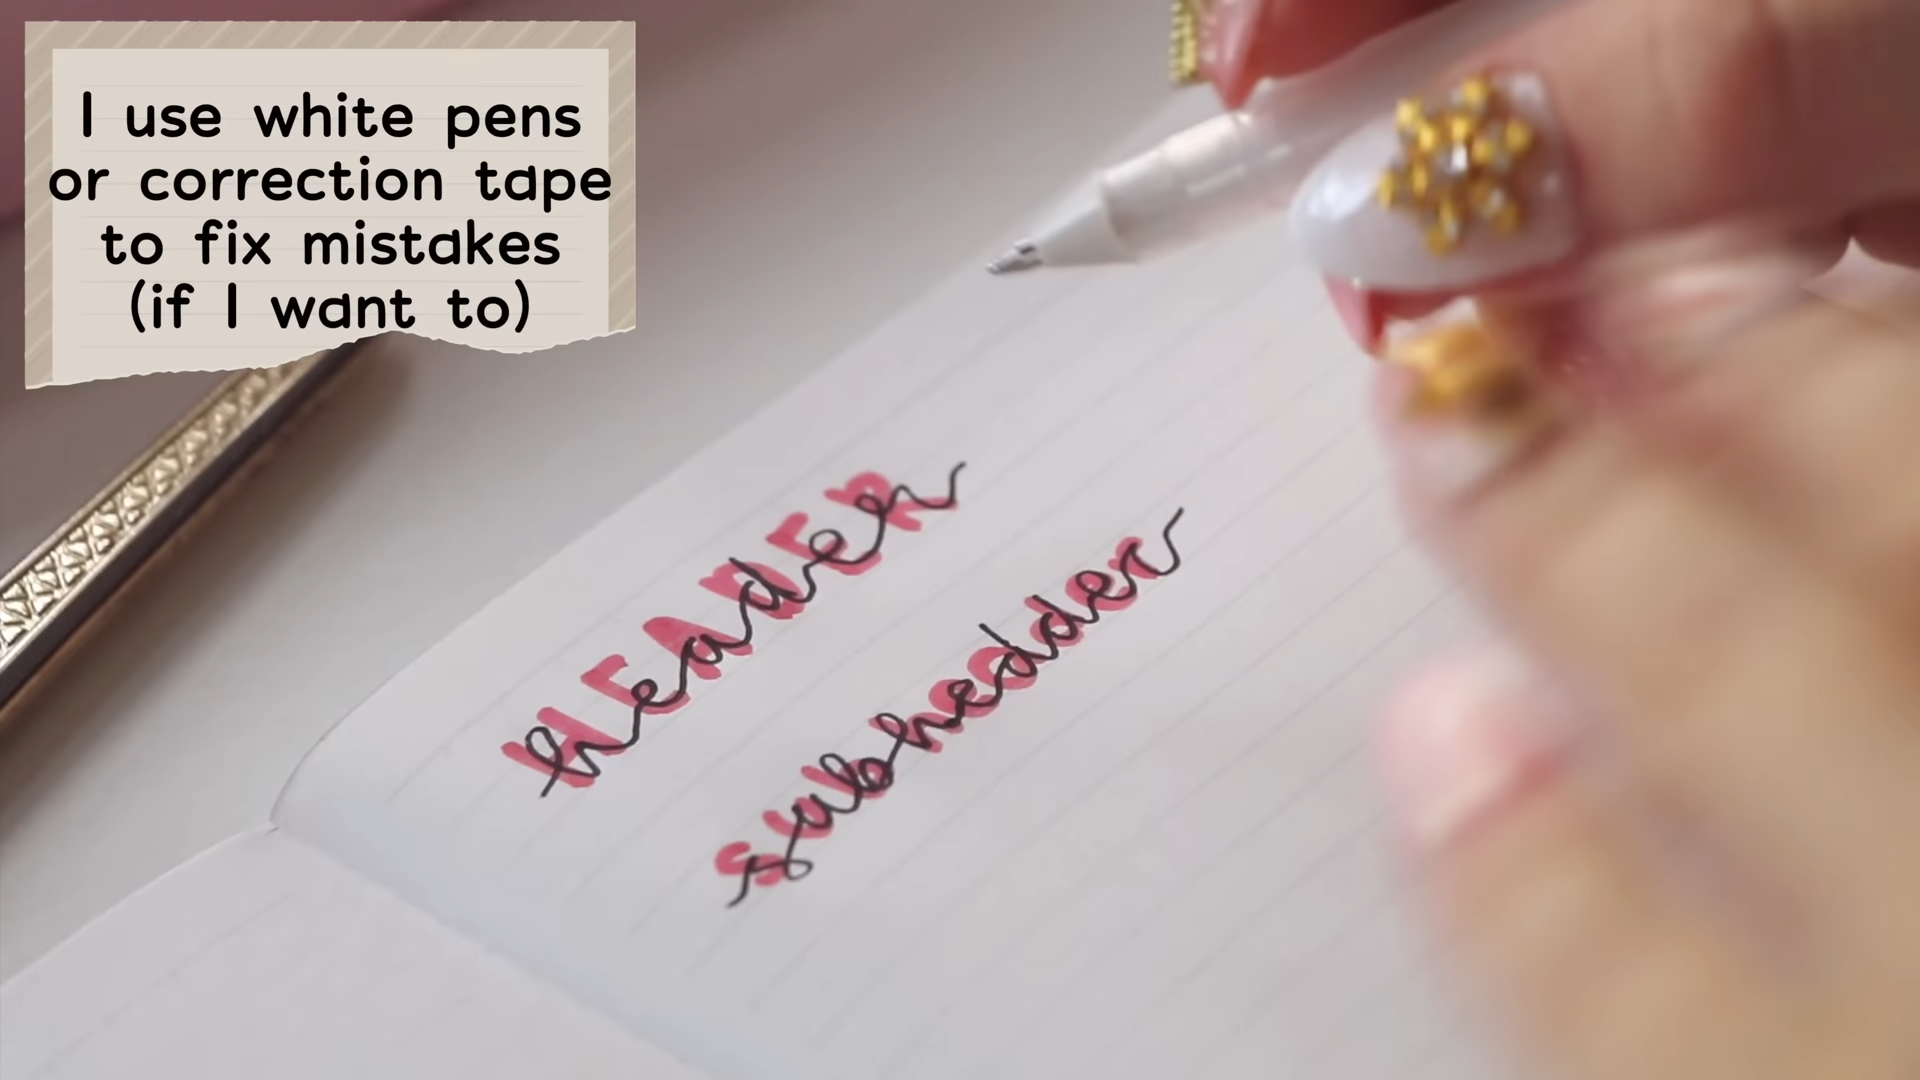 I use white pens
or correction tape
to fix mistakes
(if I want to)
HEADER
header
subheader
subheader